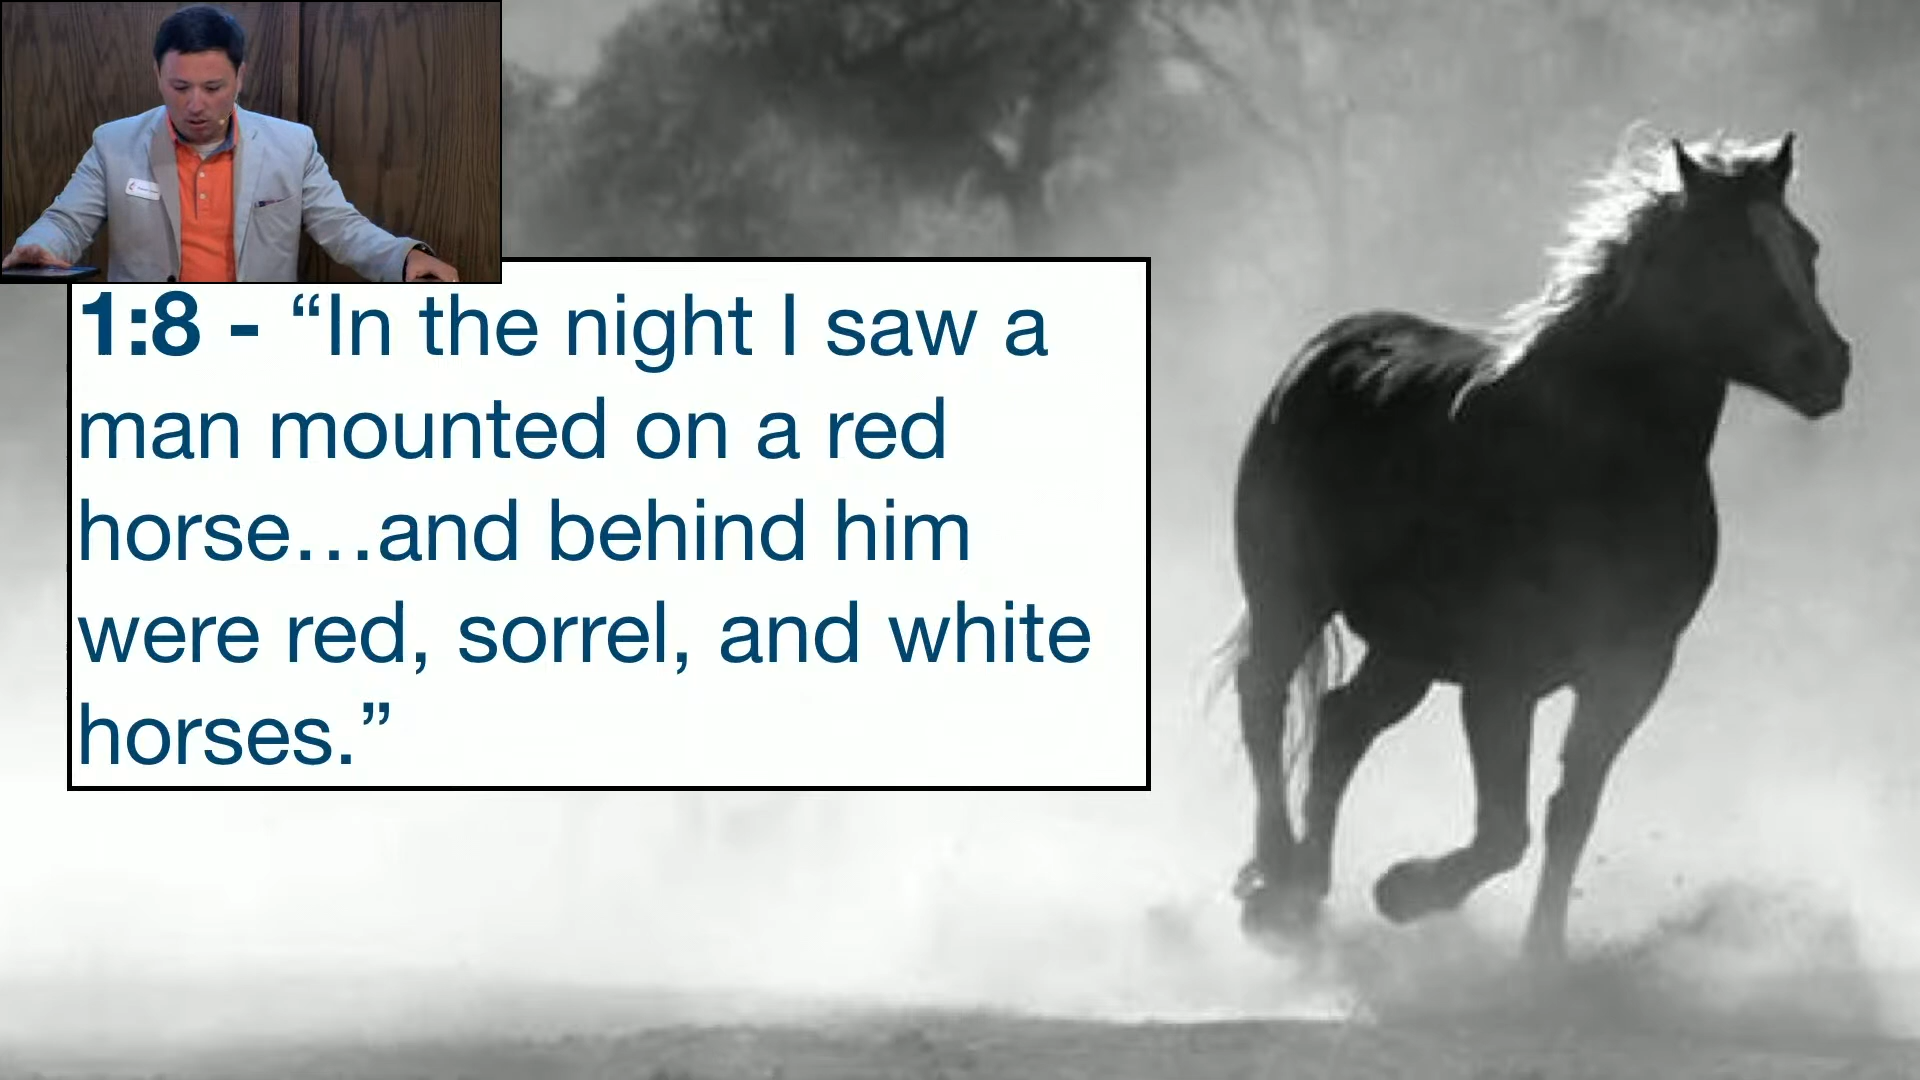 1:8 - “In the night I saw a
man mounted on a red
horse…and behind him
were red, sorrel, and white
horses.”